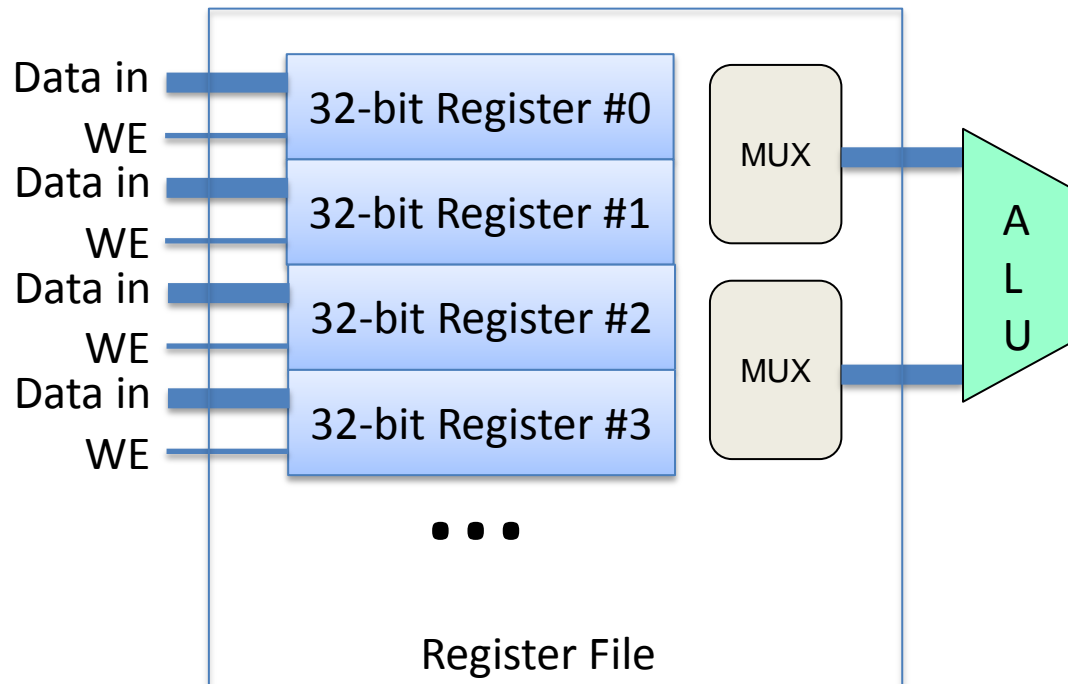 Data in
32-bit Register #0
WE
Data in
32-bit Register #1
WE
Data in
32-bit Register #2
WE
Data in
32-bit Register #3
WE
...
MUX
MUX
A
L
U
Register File